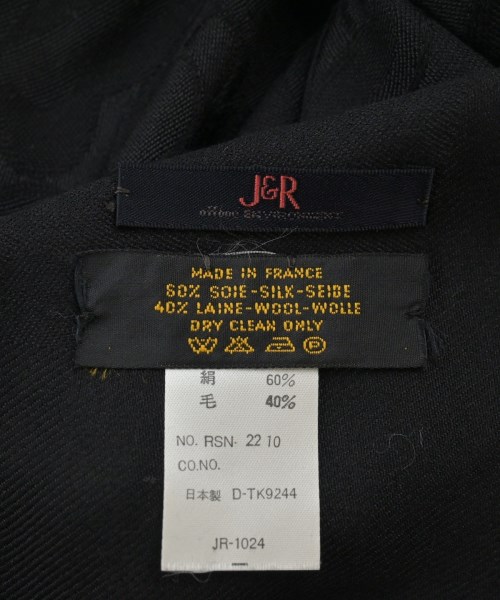 J&R
MADE IN FRANCE
60% SOIE-SILK-SEIDE
40% LAINE-WOOL-WOLLE
DRY CLEAN ONLY
P
絹 60%
毛 40%
NO. RSN- 22 10
CO.NO.
日本製 D-TK9244
JR-1024